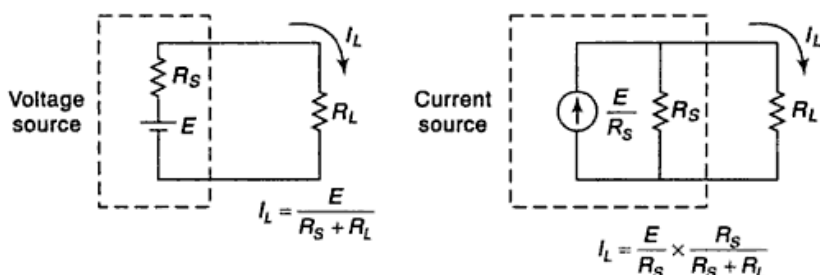 I_L
R_S
Voltage source
E
R_L
I_L = E / (R_S + R_L)
I_L
Current source
E / R_S
R_S
R_L
I_L = E / R_S × R_S / (R_S + R_L)